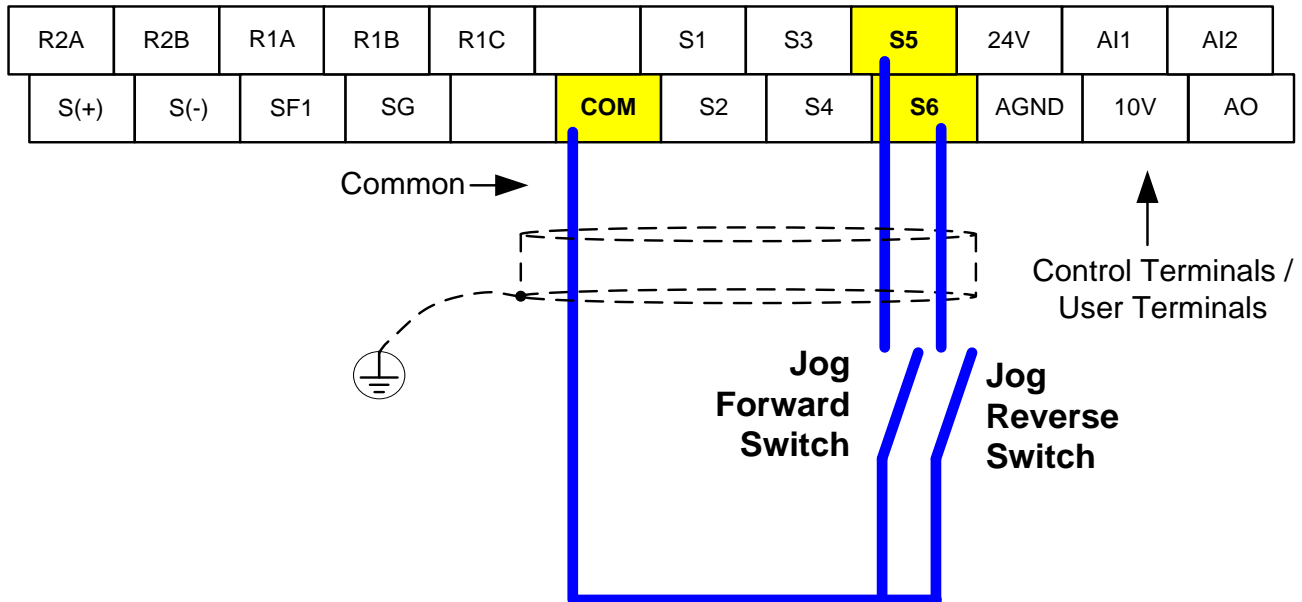 R2A R2B R1A R1B R1C S1 S3 S5 24V AI1 AI2
S(+) S(-) SF1 SG COM S2 S4 S6 AGND 10V AO
Common
Control Terminals /
User Terminals
Jog
Forward
Switch
Jog
Reverse
Switch